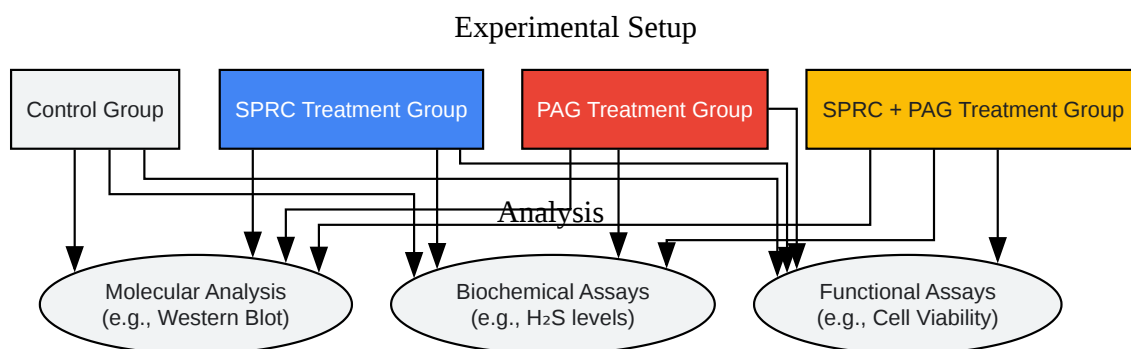 Experimental Setup
Control Group
SPRC Treatment Group
PAG Treatment Group
SPRC + PAG Treatment Group
Analysis
Molecular Analysis
(e.g., Western Blot)
Biochemical Assays
(e.g., H₂S levels)
Functional Assays
(e.g., Cell Viability)